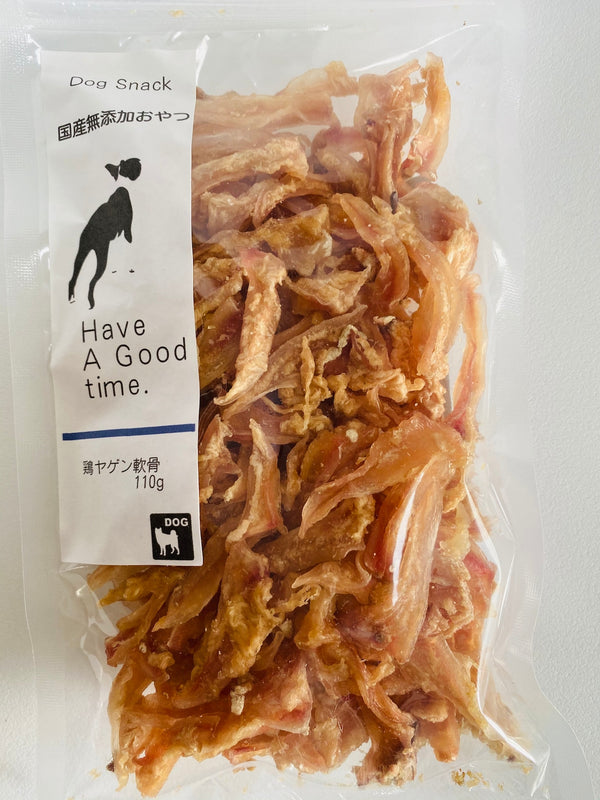 Dog Snack
国産無添加おやつ
Have
A Good
time.
鶏ヤゲン軟骨
110g
DOG